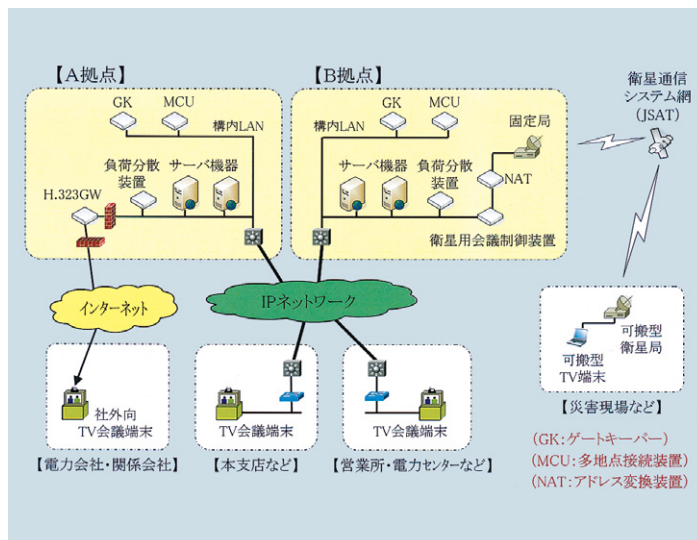 【A拠点】
GK
MCU
構内LAN
負荷分散
装置
サーバ機器
H.323GW
【B拠点】
GK
MCU
構内LAN
固定局
サーバ機器
負荷分散
装置
NAT
衛星用会議制御装置
衛星通信
システム網
(JSAT)
インターネット
IPネットワーク
社外向
TV会議端末
【電力会社・関係会社】
TV会議端末
【本支店など】
TV会議端末
【営業所・電力センターなど】
可搬型
衛星局
可搬型
TV端末
【災害現場など】
(GK:ゲートキーパー)
(MCU:多地点接続装置)
(NAT:アドレス変換装置)